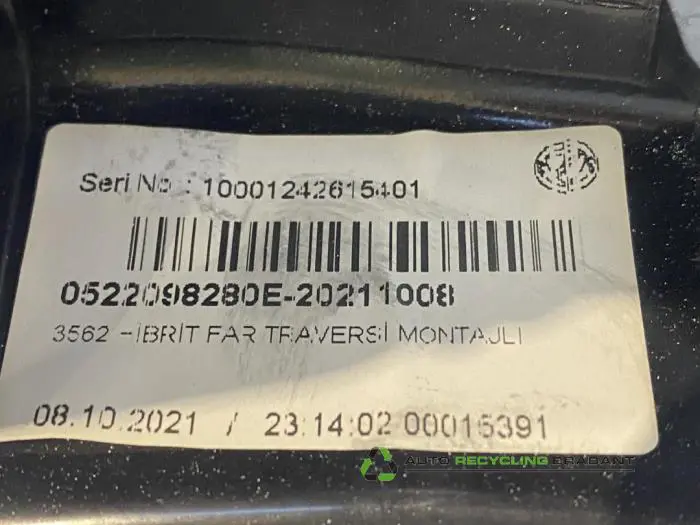 Seri No : 10001242615401
0522098280E-20211008
3562 -İBRİT FAR TRAVERSİ MONTAJLI
08.10.2021 / 23:14:02 00015391
AUTO RECYCLING BRABANT